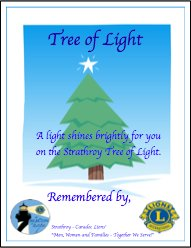 Tree of Light
A light shines brightly for you
on the Strathroy Tree of Light.
Remembered by,
Strathroy - Caradoc Lions'
"Men, Women and Families - Together We Serve!"
LIONS
L